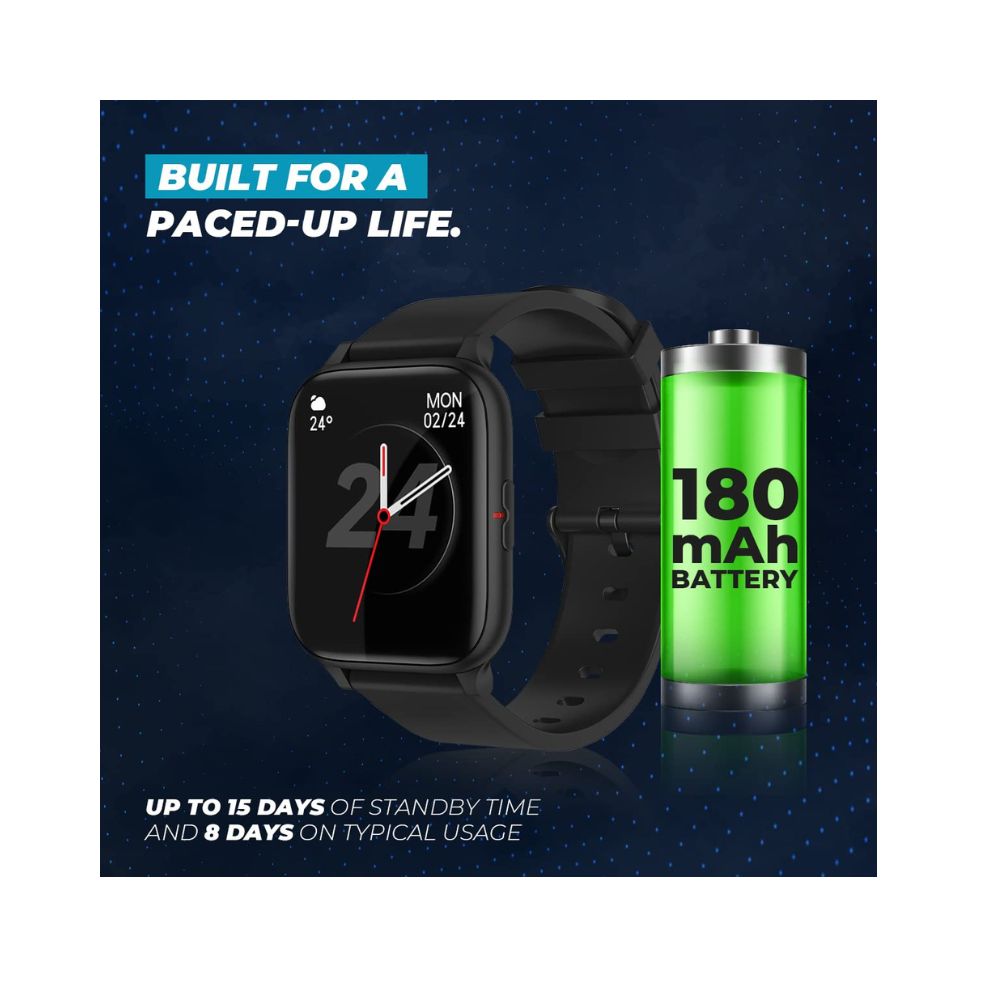 BUILT FOR A
PACED-UP LIFE.
24°
MON
02/24
24
180
mAh
BATTERY
UP TO 15 DAYS OF STANDBY TIME
AND 8 DAYS ON TYPICAL USAGE